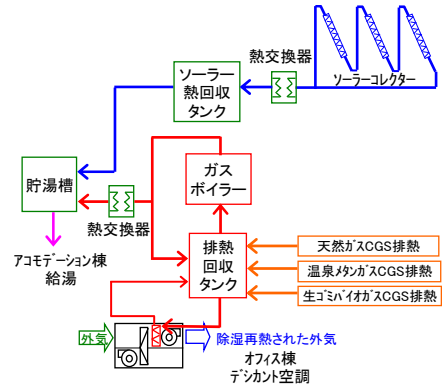 熱交換器
ソーラーコレクター
ソーラー
熱回収
タンク
ガス
ボイラー
貯湯槽
熱交換器
アコモデーション棟
給湯
排熱
回収
タンク
天然ガスCGS排熱
温泉メタンガスCGS排熱
生ゴミバイオガスCGS排熱
外気
除湿再熱された外気
オフィス棟
デシカント空調